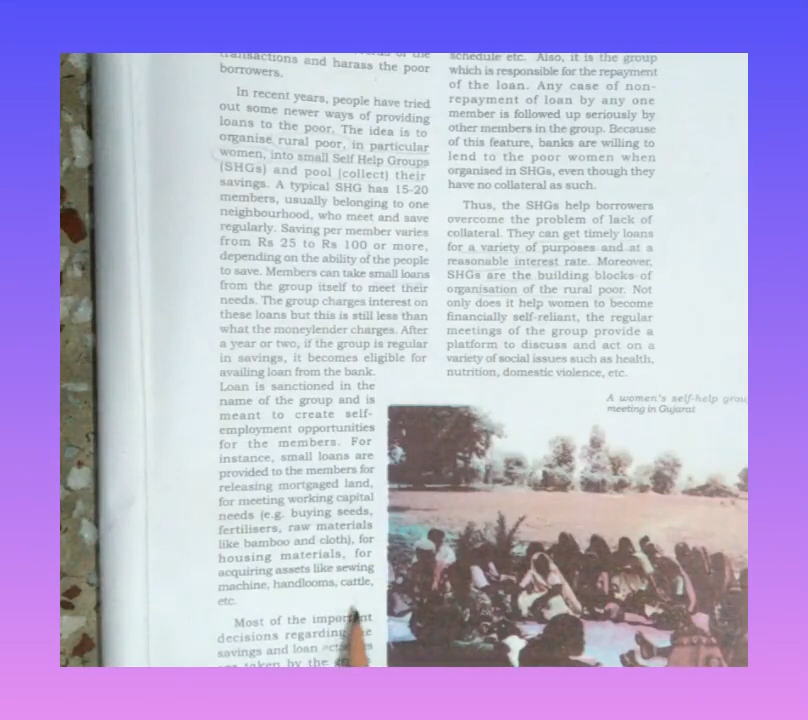 transactions and harass the poor
borrowers.
In recent years, people have tried
out some newer ways of providing
loans to the poor. The idea is to
organise rural poor, in particular
women, into small Self Help Groups
(SHGs) and pool (collect) their
savings. A typical SHG has 15-20
members, usually belonging to one
neighbourhood, who meet and save
regularly. Saving per member varies
from Rs 25 to Rs 100 or more,
depending on the ability of the people
to save. Members can take small loans
from the group itself to meet their
needs. The group charges interest on
these loans but this is still less than
what the moneylender charges. After
a year or two, if the group is regular
in savings, it becomes eligible for
availing loan from the bank.
Loan is sanctioned in the
name of the group and is
meant to create self-
employment opportunities
for the members. For
instance, small loans are
provided to the members for
releasing mortgaged land,
for meeting working capital
needs (e.g. buying seeds,
fertilisers, raw materials
like bamboo and cloth), for
housing materials, for
acquiring assets like sewing
machine, handlooms, cattle,
etc.
Most of the important
decisions regarding
savings and loan
taken by the
schedule etc. Also, it is the group
which is responsible for the repayment
of the loan. Any case of non-
repayment of loan by any one
member is followed up seriously by
other members in the group. Because
of this feature, banks are willing to
lend to the poor women when
organised in SHGs, even though they
have no collateral as such.
Thus, the SHGs help borrowers
overcome the problem of lack of
collateral. They can get timely loans
for a variety of purposes and at a
reasonable interest rate. Moreover,
SHGs are the building blocks of
organisation of the rural poor. Not
only does it help women to become
financially self-reliant, the regular
meetings of the group provide a
platform to discuss and act on a
variety of social issues such as health,
nutrition, domestic violence, etc.
A women's self-help grou
meeting in Gujarat